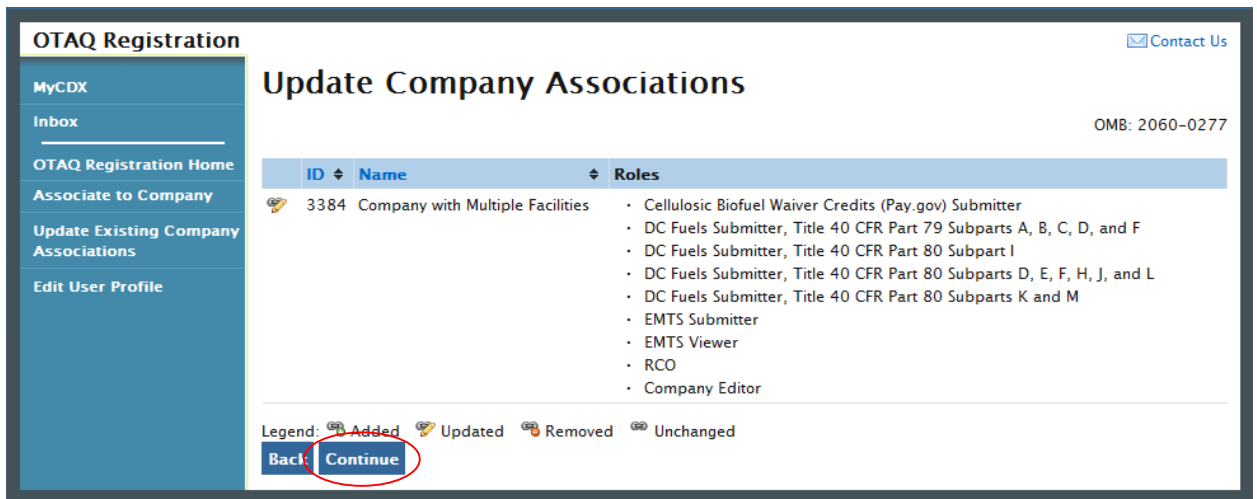 OTAQ Registration
Contact Us
MyCDX
Inbox
OTAQ Registration Home
Associate to Company
Update Existing Company
Associations
Edit User Profile
Update Company Associations
OMB: 2060-0277
ID Name Roles
3384 Company with Multiple Facilities
· Cellulosic Biofuel Waiver Credits (Pay.gov) Submitter
· DC Fuels Submitter, Title 40 CFR Part 79 Subparts A, B, C, D, and F
· DC Fuels Submitter, Title 40 CFR Part 80 Subpart I
· DC Fuels Submitter, Title 40 CFR Part 80 Subparts D, E, F, H, J, and L
· DC Fuels Submitter, Title 40 CFR Part 80 Subparts K and M
· EMTS Submitter
· EMTS Viewer
· RCO
· Company Editor
Legend: Added Updated Removed Unchanged
Back Continue